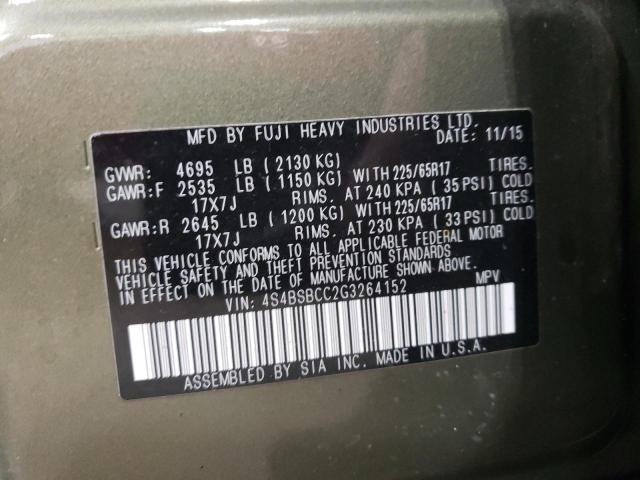 MFD BY FUJI HEAVY INDUSTRIES LTD.
DATE: 11/15
GVWR: 4695 LB ( 2130 KG)
GAWR:F 2535 LB ( 1150 KG) WITH 225/65R17 TIRES.
17X7J RIMS. AT 240 KPA ( 35 PSI) COLD
GAWR:R 2645 LB ( 1200 KG) WITH 225/65R17 TIRES.
17X7J RIMS. AT 230 KPA ( 33 PSI) COLD
THIS VEHICLE CONFORMS TO ALL APPLICABLE FEDERAL MOTOR
VEHICLE SAFETY AND THEFT PREVENTION STANDARDS
IN EFFECT ON THE DATE OF MANUFACTURE SHOWN ABOVE.
VIN: 4S4BSBCC2G3264152 MPV
ASSEMBLED BY SIA INC. MADE IN U.S.A.